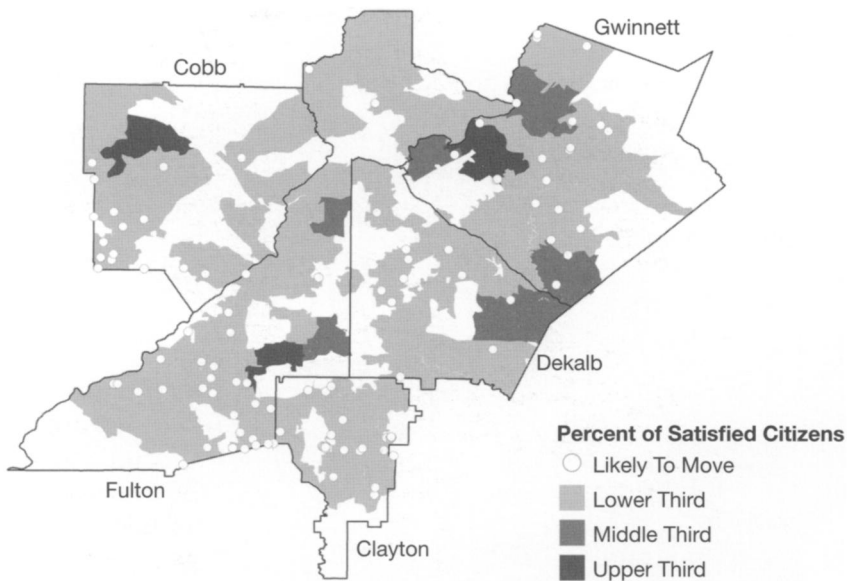 Gwinnett
Cobb
Dekalb
Fulton
Clayton
Percent of Satisfied Citizens
Likely To Move
Lower Third
Middle Third
Upper Third